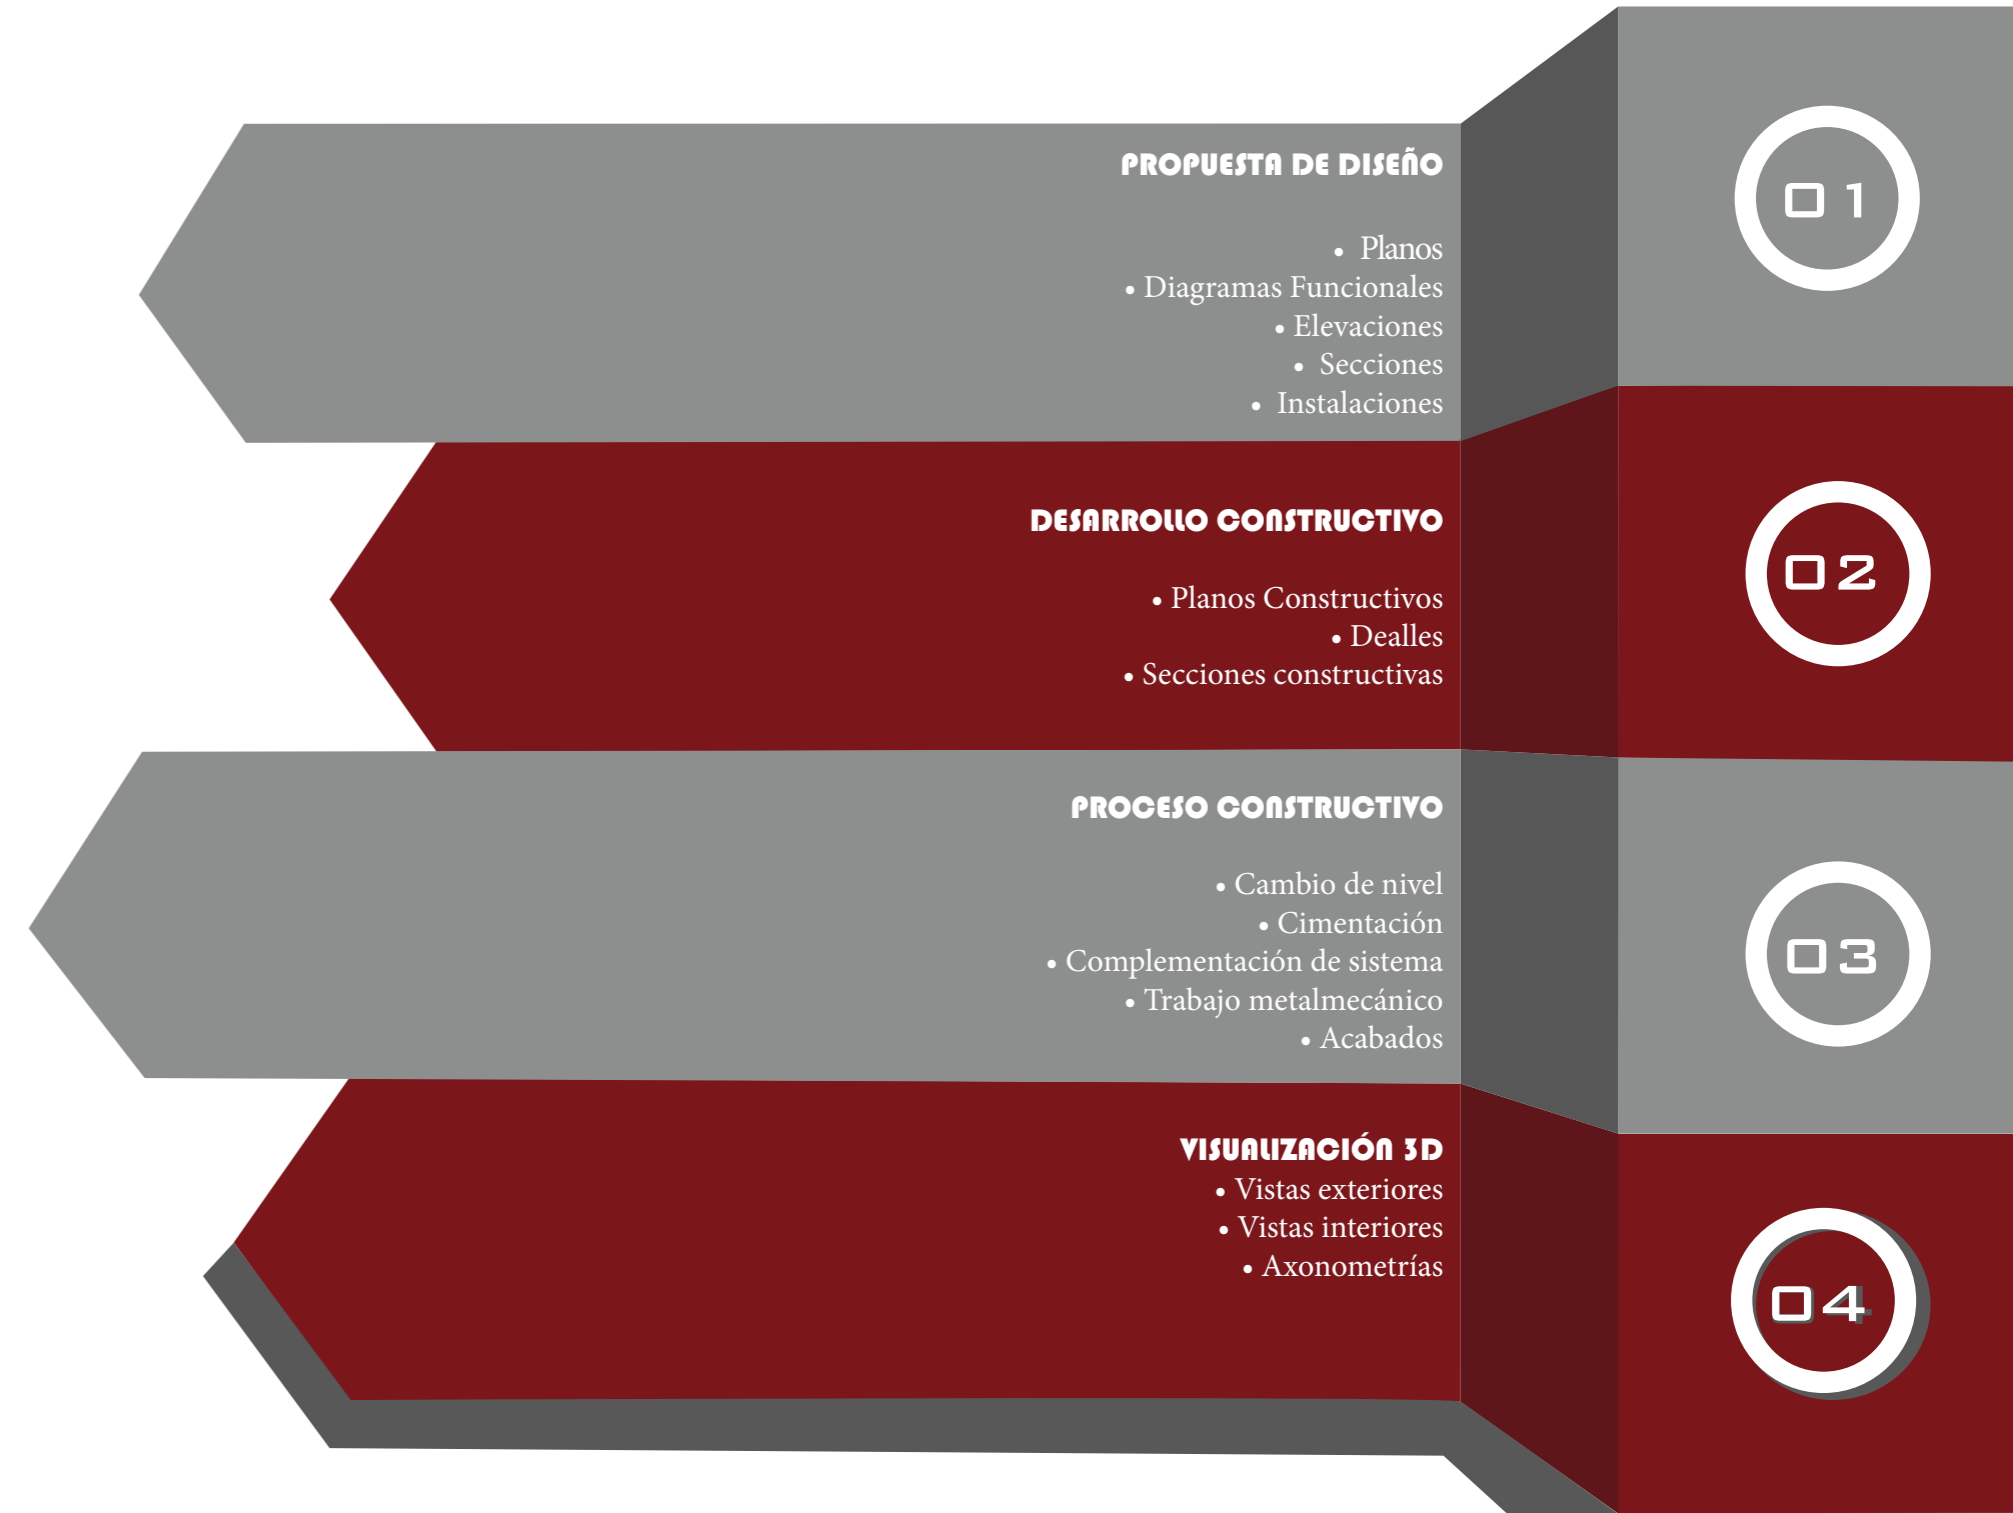 PROPUESTA DE DISEÑO
• Planos
• Diagramas Funcionales
• Elevaciones
• Secciones
• Instalaciones
01
DESARROLLO CONSTRUCTIVO
• Planos Constructivos
• Dealles
• Secciones constructivas
02
PROCESO CONSTRUCTIVO
• Cambio de nivel
• Cimentación
• Complementación de sistema
• Trabajo metalmecánico
• Acabados
03
VISUALIZACIÓN 3D
• Vistas exteriores
• Vistas interiores
• Axonometrías
04